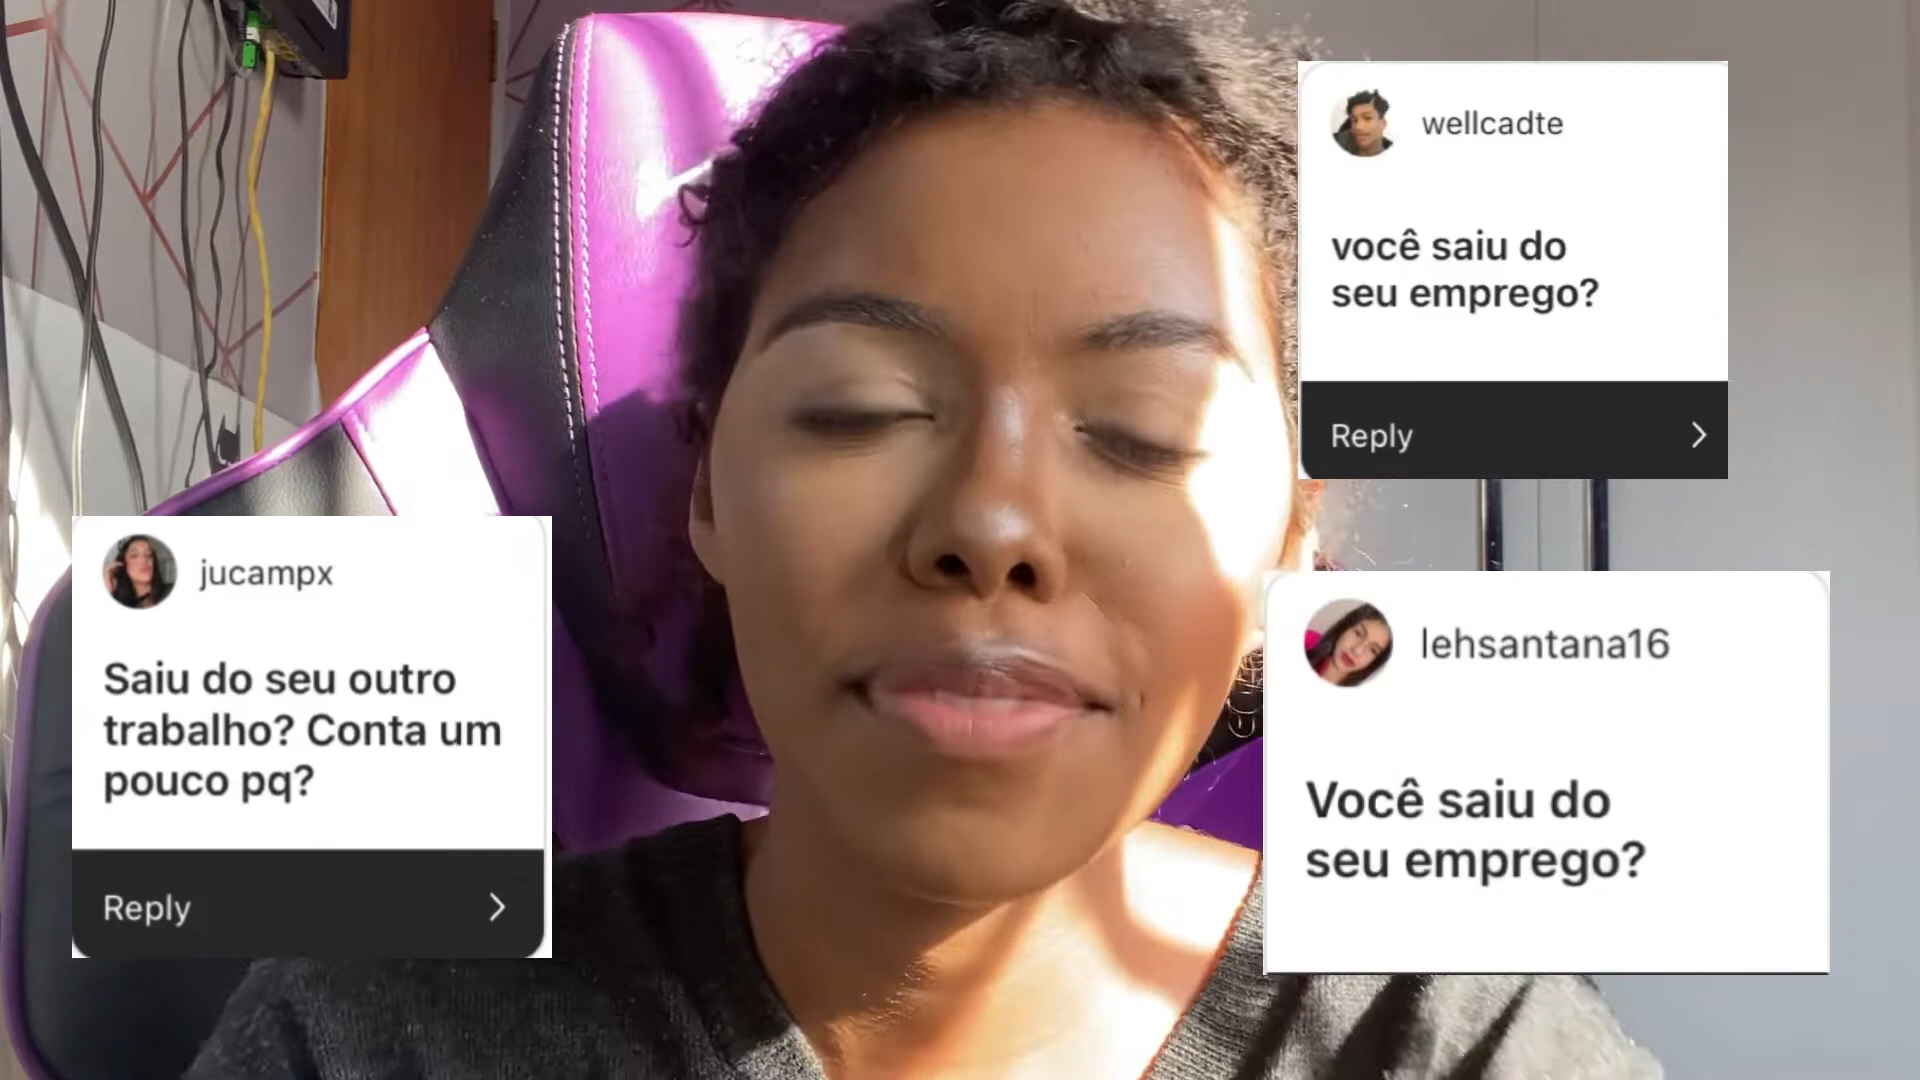 wellcadte
você saiu do
seu emprego?
Reply
jucampx
Saiu do seu outro
trabalho? Conta um
pouco pq?
Reply
lehsantana16
Você saiu do
seu emprego?